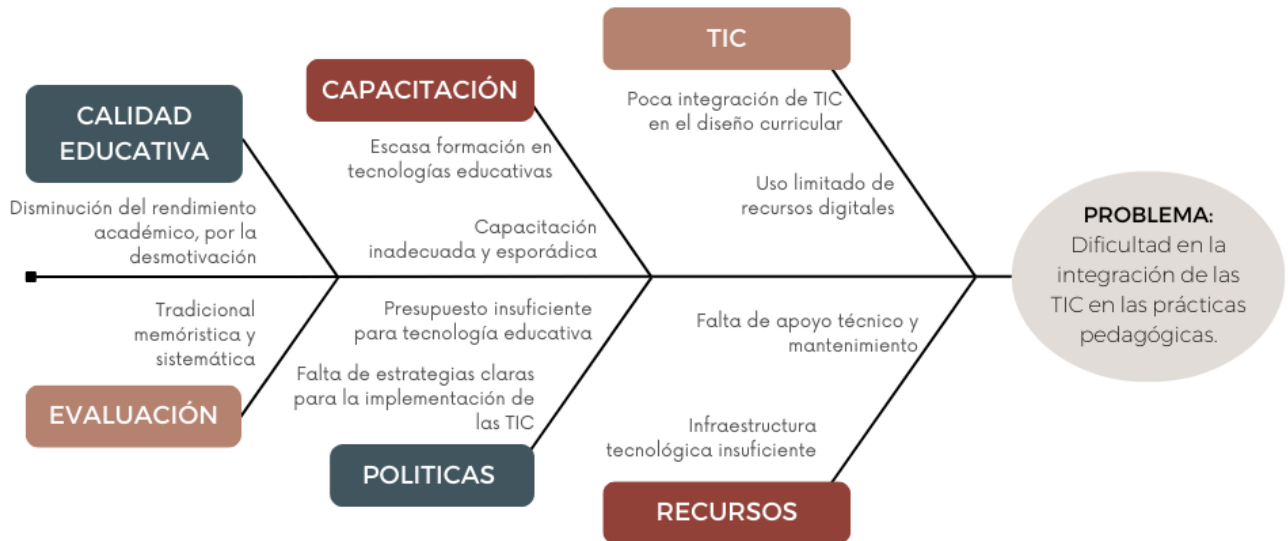 CALIDAD
EDUCATIVA
Disminución del rendimiento
académico, por la
desmotivación
CAPACITACIÓN
Escasa formación en
tecnologías educativas
Capacitación
inadecuada y esporádica
TIC
Poca integración de TIC
en el diseño curricular
Uso limitado de
recursos digitales
Tradicional
memóristica y
sistemática
EVALUACIÓN
Presupuesto insuficiente
para tecnología educativa
Falta de estrategias claras
para la implementación de
las TIC
POLITICAS
Falta de apoyo técnico y
mantenimiento
Infraestructura
tecnológica insuficiente
RECURSOS
PROBLEMA:
Dificultad en la
integración de las
TIC en las prácticas
pedagógicas.